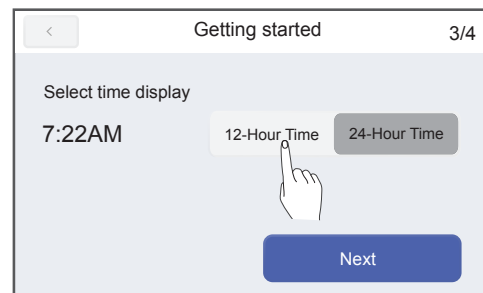 Getting started
3/4
Select time display
7:22AM
12-Hour Time
24-Hour Time
Next